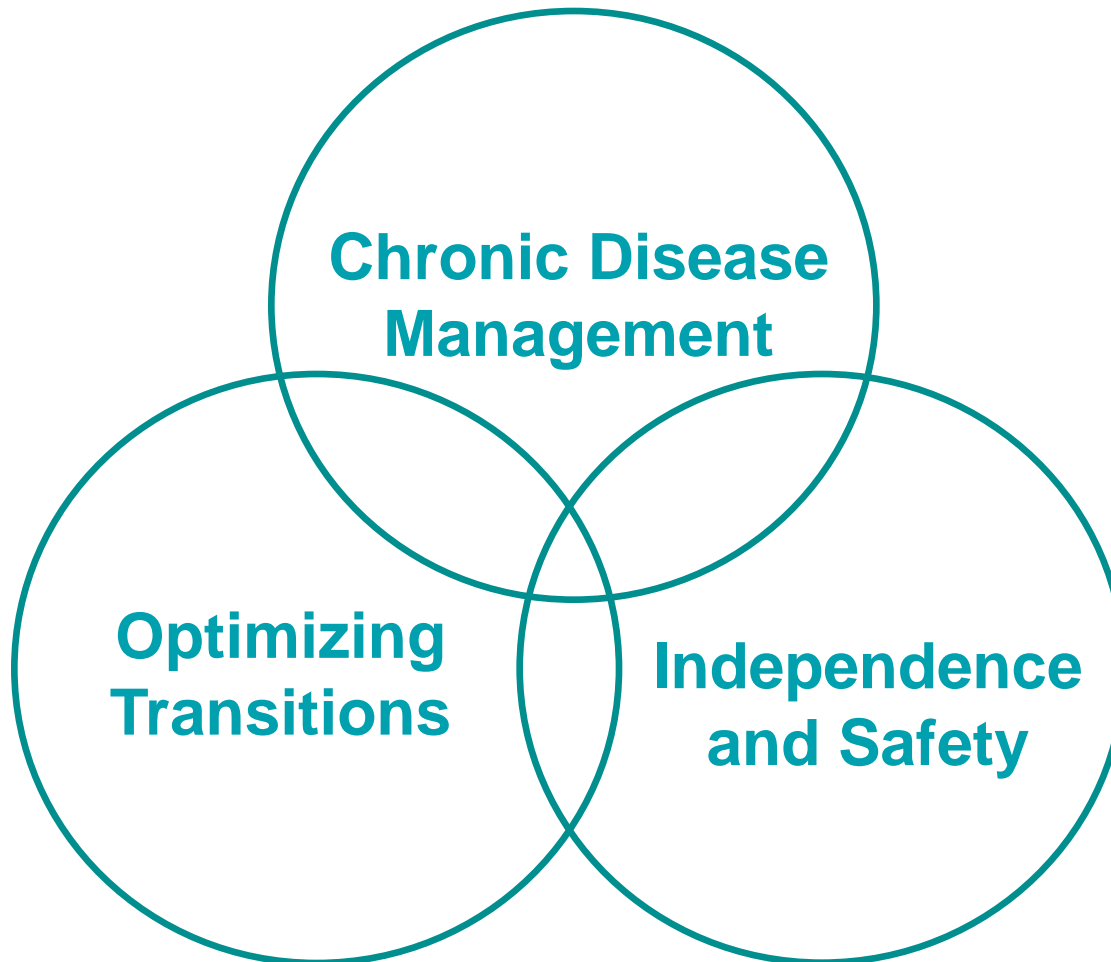 Chronic Disease
Management
Optimizing
Transitions
Independence
and Safety